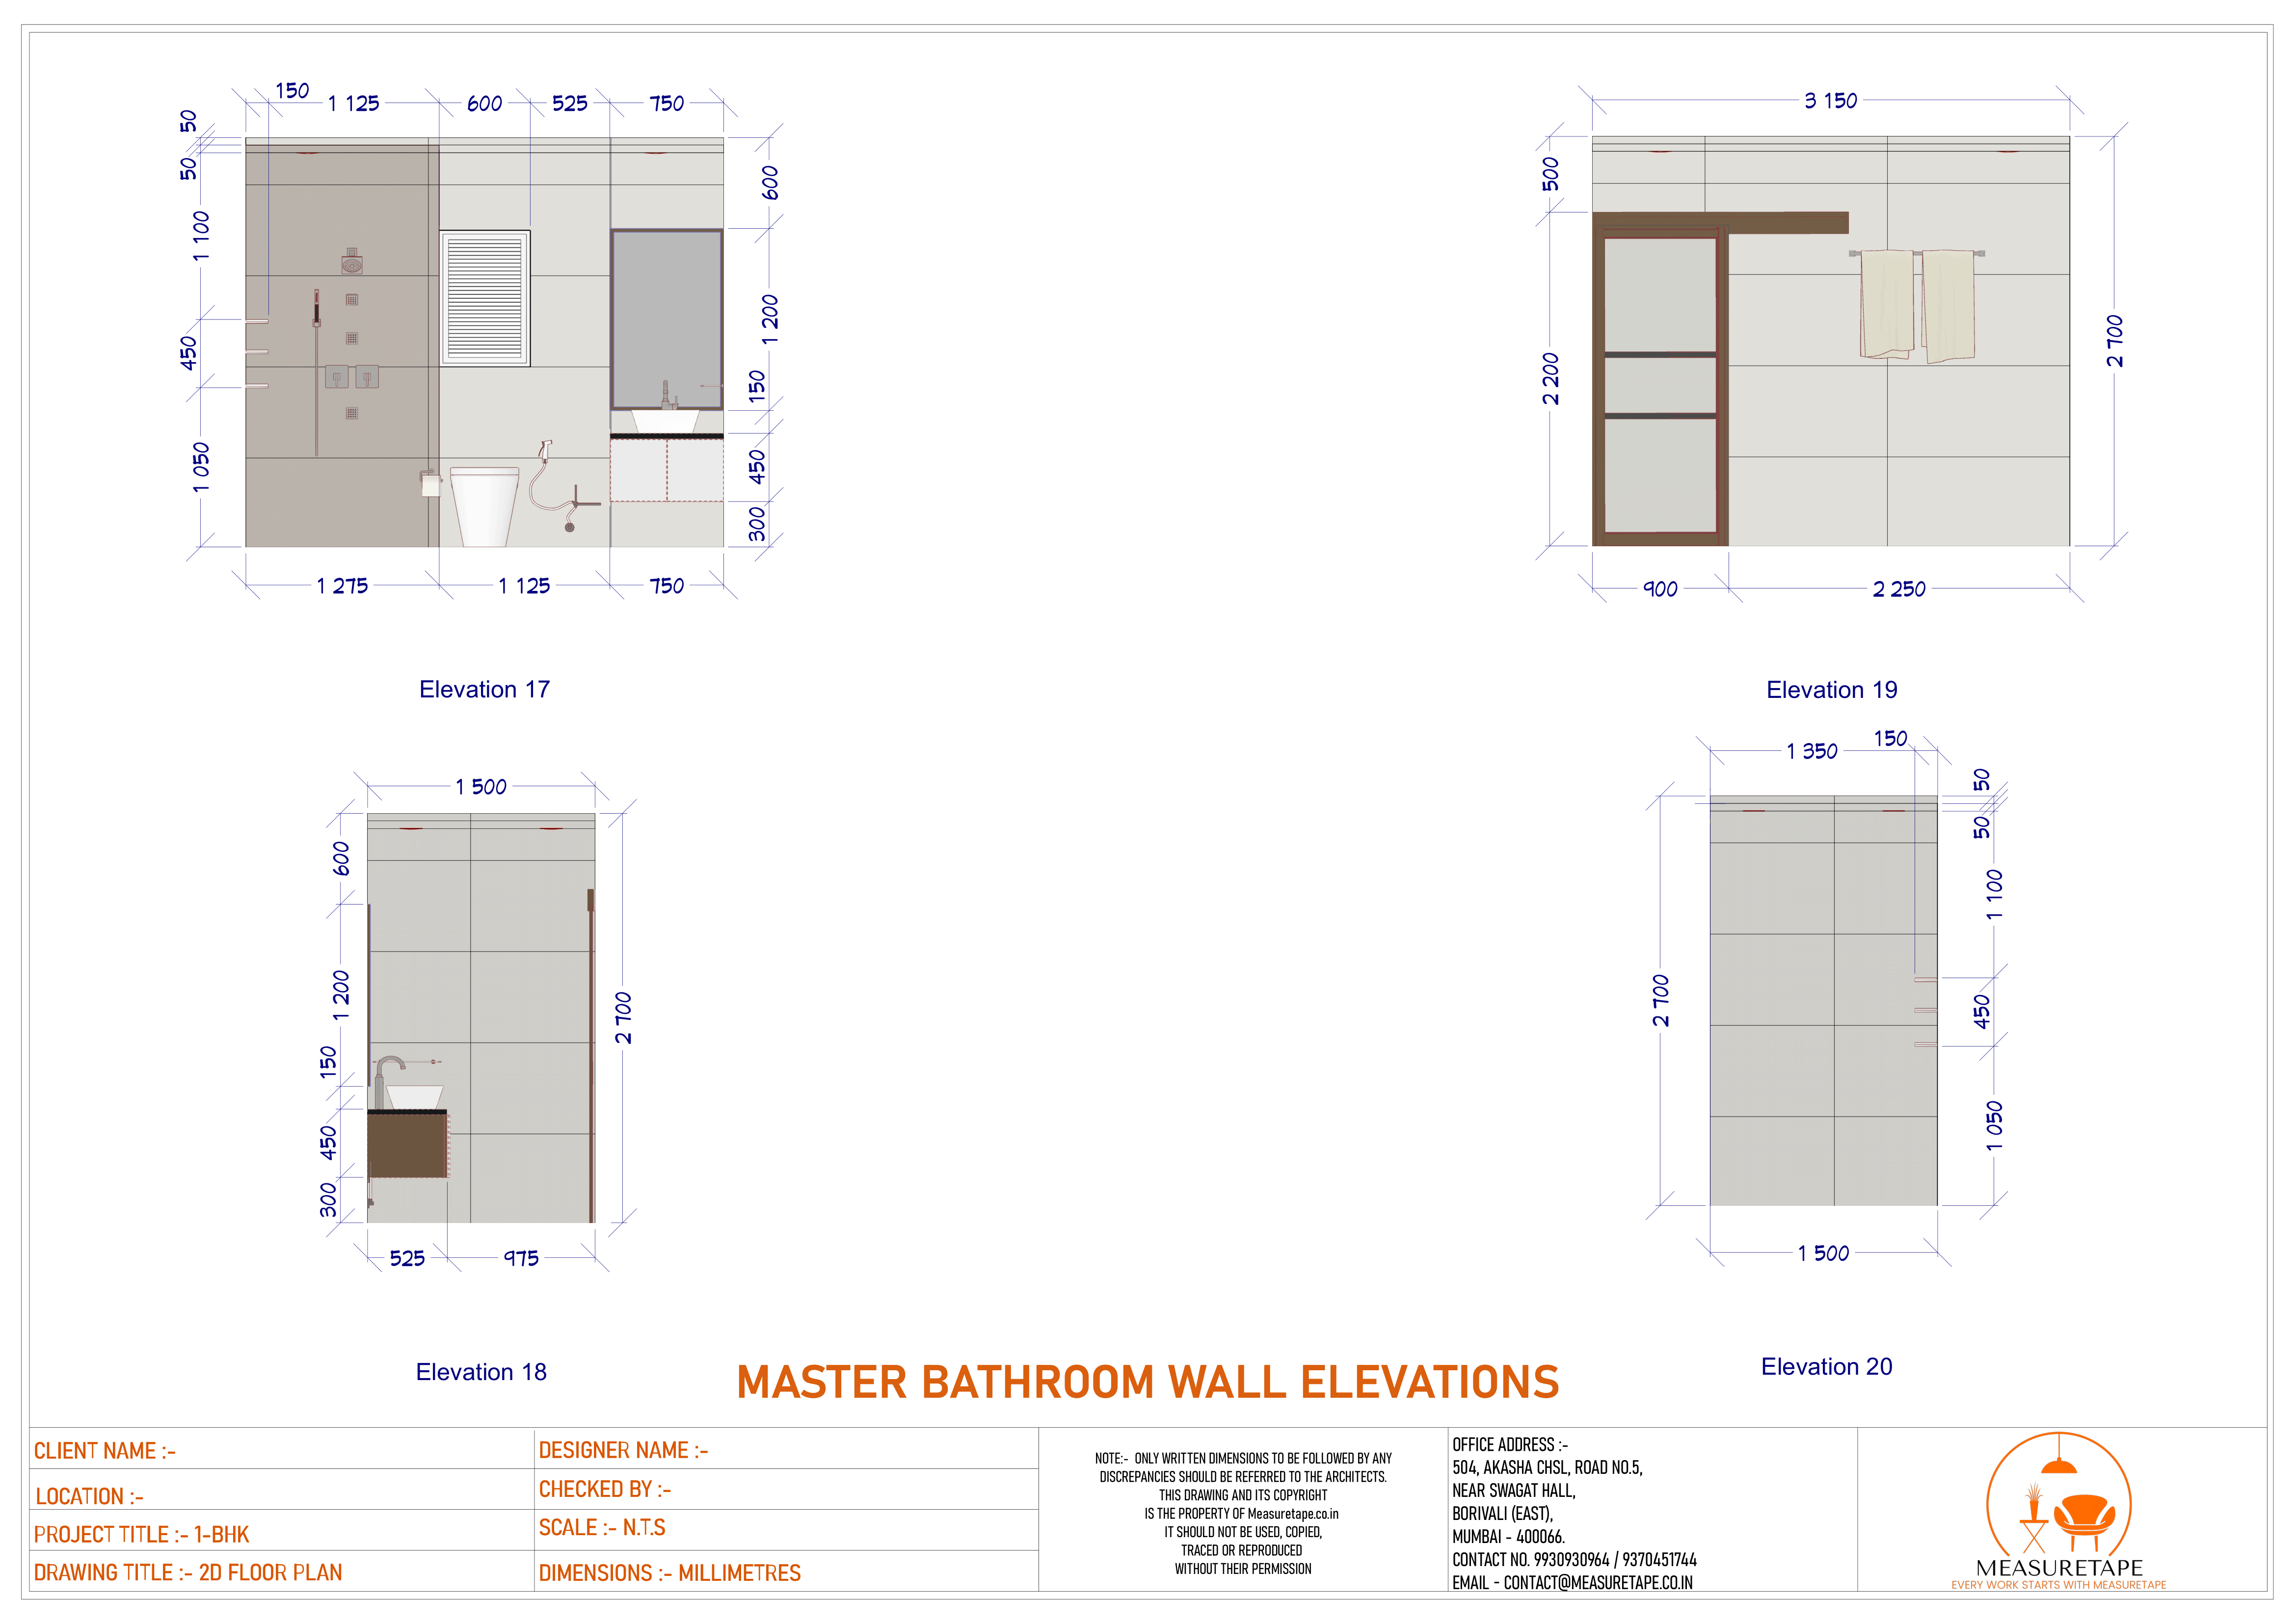 150
1 125
600
525
750
50
50
1 100
450
1 050
600
1 200
150
450
300
1 275
1 125
750
Elevation 17
3 150
500
2 200
2 700
900
2 250
Elevation 19
1 500
600
1 200
150
450
300
2 700
525
975
Elevation 18
1 350
150
50
50
1 100
450
1 050
2 700
1 500
Elevation 20
MASTER BATHROOM WALL ELEVATIONS
CLIENT NAME :-
LOCATION :-
PROJECT TITLE :- 1-BHK
DRAWING TITLE :- 2D FLOOR PLAN
DESIGNER NAME :-
CHECKED BY :-
SCALE :- N.T.S
DIMENSIONS :- MILLIMETRES
NOTE:- ONLY WRITTEN DIMENSIONS TO BE FOLLOWED BY ANY
DISCREPANCIES SHOULD BE REFERRED TO THE ARCHITECTS.
THIS DRAWING AND ITS COPYRIGHT
IS THE PROPERTY OF Measuretape.co.in
IT SHOULD NOT BE USED, COPIED,
TRACED OR REPRODUCED
WITHOUT THEIR PERMISSION
OFFICE ADDRESS :-
504, AKASHA CHSL, ROAD NO.5,
NEAR SWAGAT HALL,
BORIVALI (EAST),
MUMBAI - 400066.
CONTACT NO. 9930930964 / 9370451744
EMAIL - CONTACT@MEASURETAPE.CO.IN
MEASURETAPE
EVERY WORK STARTS WITH MEASURETAPE